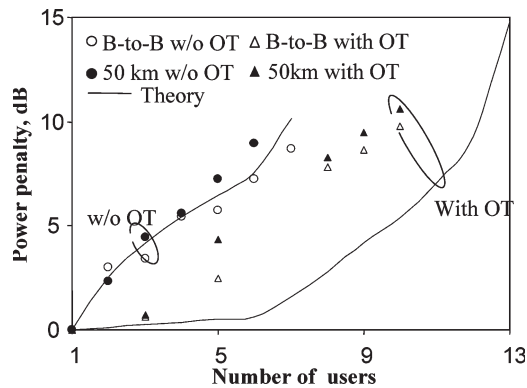 15
○ B-to-B w/o OT △ B-to-B with OT
● 50 km w/o OT ▲ 50km with OT
Theory
10
Power penalty, dB
w/o OT
With OT
5
0
1 5 9 13
Number of users